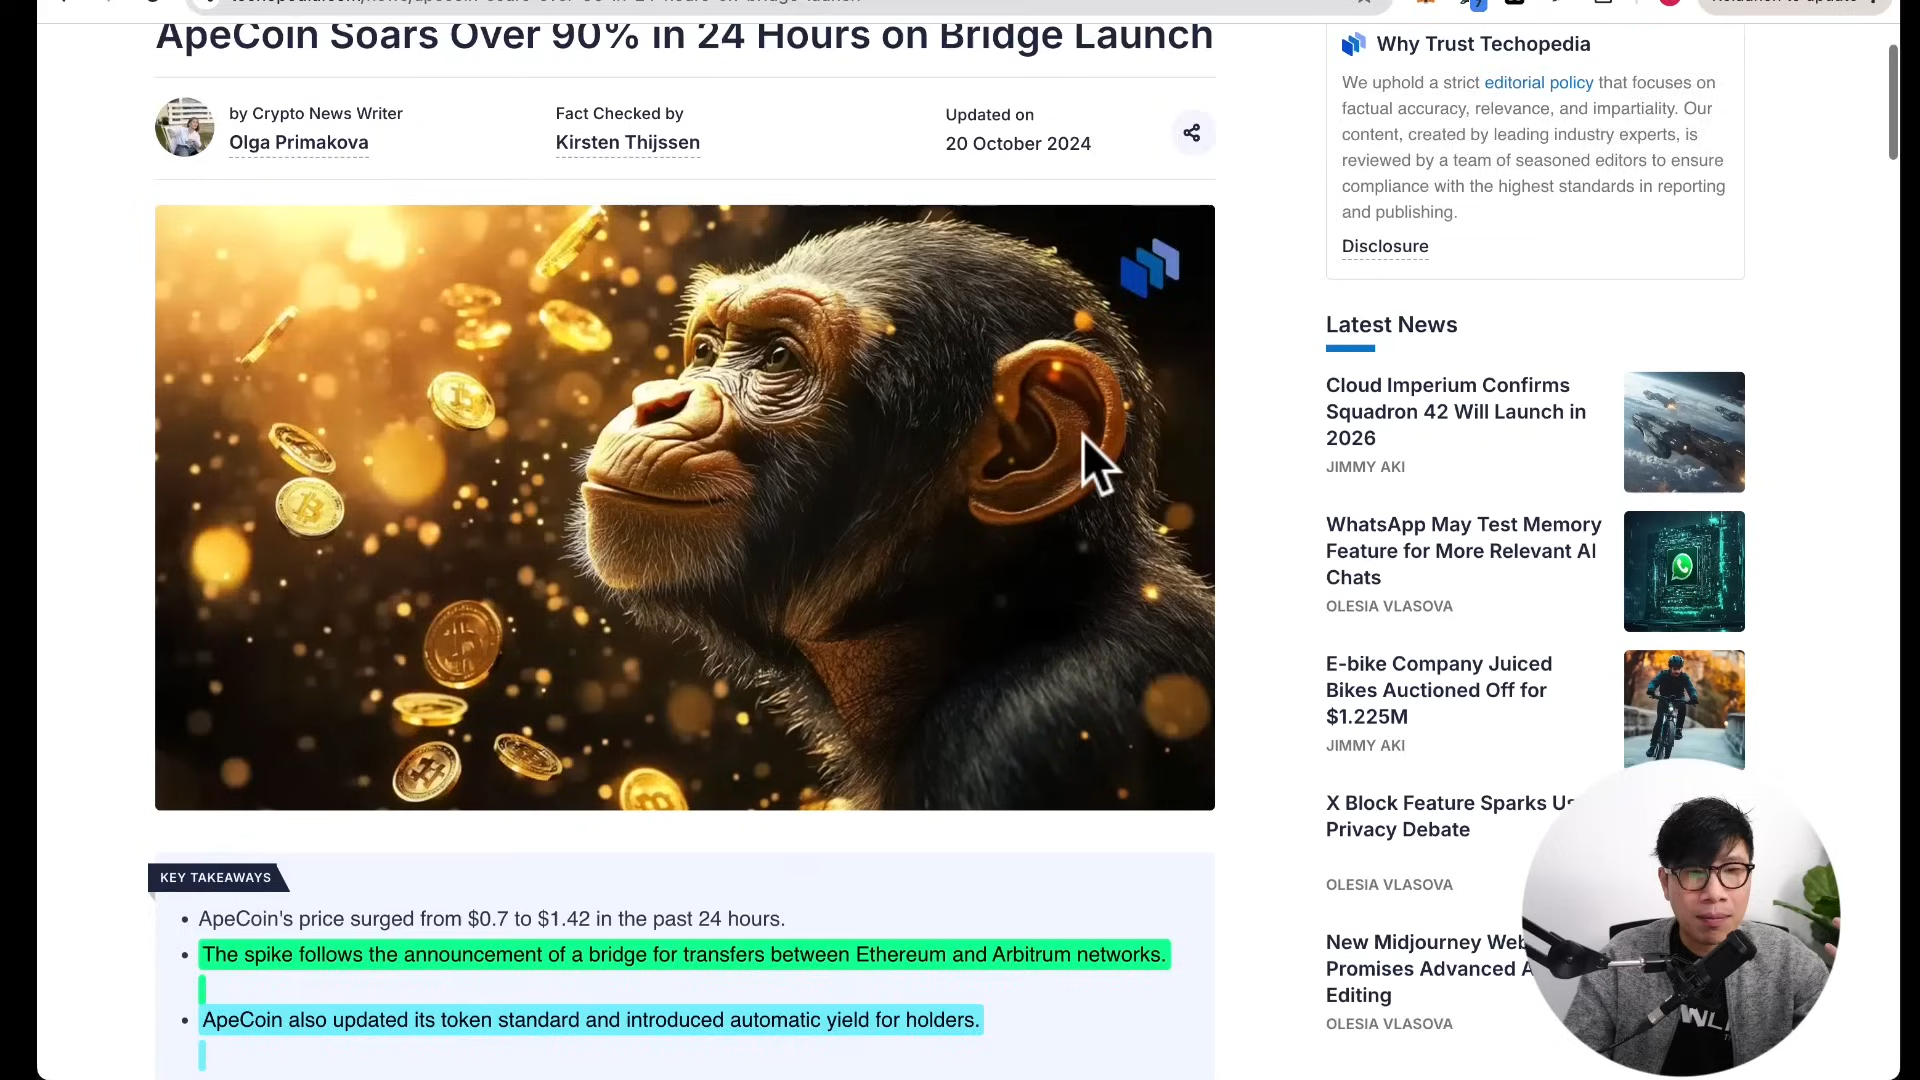 ApeCoin Soars Over 90% in 24 Hours on Bridge Launch
by Crypto News Writer
Olga Primakova
Fact Checked by
Kirsten Thijssen
Updated on
20 October 2024
KEY TAKEAWAYS
ApeCoin's price surged from $0.7 to $1.42 in the past 24 hours.
The spike follows the announcement of a bridge for transfers between Ethereum and Arbitrum networks.
ApeCoin also updated its token standard and introduced automatic yield for holders.
Why Trust Techopedia
We uphold a strict editorial policy that focuses on
factual accuracy, relevance, and impartiality. Our
content, created by leading industry experts, is
reviewed by a team of seasoned editors to ensure
compliance with the highest standards in reporting
and publishing.
Disclosure
Latest News
Cloud Imperium Confirms
Squadron 42 Will Launch in
2026
JIMMY AKI
WhatsApp May Test Memory
Feature for More Relevant AI
Chats
OLESIA VLASOVA
E-bike Company Juiced
Bikes Auctioned Off for
$1.225M
JIMMY AKI
X Block Feature Sparks
Privacy Debate
OLESIA VLASOVA
New Midjourney
Promises Advanced
Editing
OLESIA VLASOVA